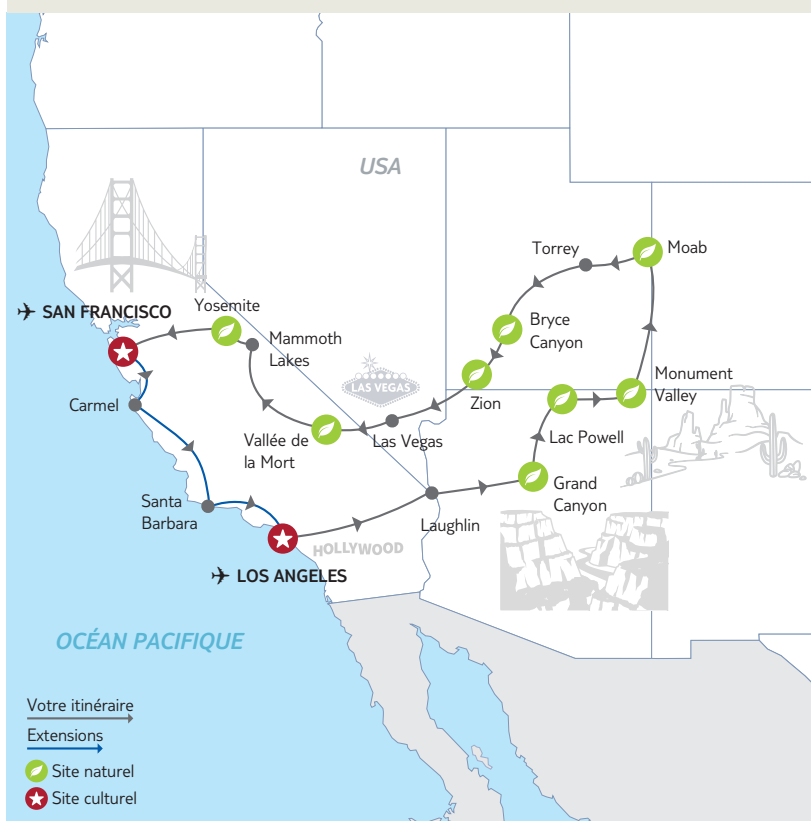 USA
Torrey
Moab
Yosemite
SAN FRANCISCO
Bryce
Canyon
Mammoth
Lakes
LAS VEGAS
Monument
Valley
Zion
Carmel
Las Vegas
Lac Powell
Vallée de
la Mort
Grand
Canyon
Santa
Barbara
Laughlin
HOLLYWOOD
LOS ANGELES
OCÉAN PACIFIQUE
Votre itinéraire
Extensions
Site naturel
Site culturel